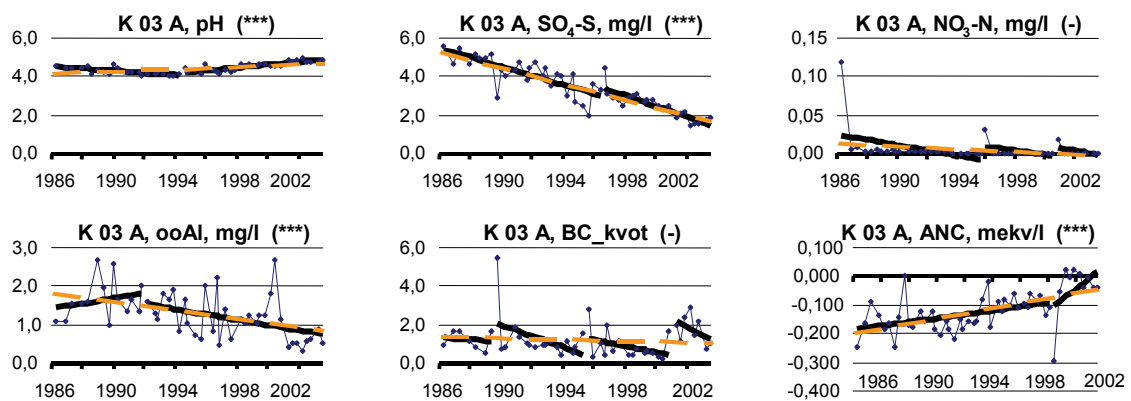 K 03 A, pH (***)
6,0
4,0
2,0
0,0
1986 1990 1994 1998 2002
K 03 A, SO₄-S, mg/l (***)
6,0
4,0
2,0
0,0
1986 1990 1994 1998 2002
K 03 A, NO₃-N, mg/l (-)
0,15
0,10
0,05
0,00
1986 1990 1994 1998 2002
K 03 A, ooAl, mg/l (***)
3,0
2,0
1,0
0,0
1986 1990 1994 1998 2002
K 03 A, BC_kvot (-)
6,0
4,0
2,0
0,0
1986 1990 1994 1998 2002
K 03 A, ANC, mekv/l (***)
0,100
0,000
-0,100
-0,200
-0,300
-0,400
1986 1990 1994 1998 2002